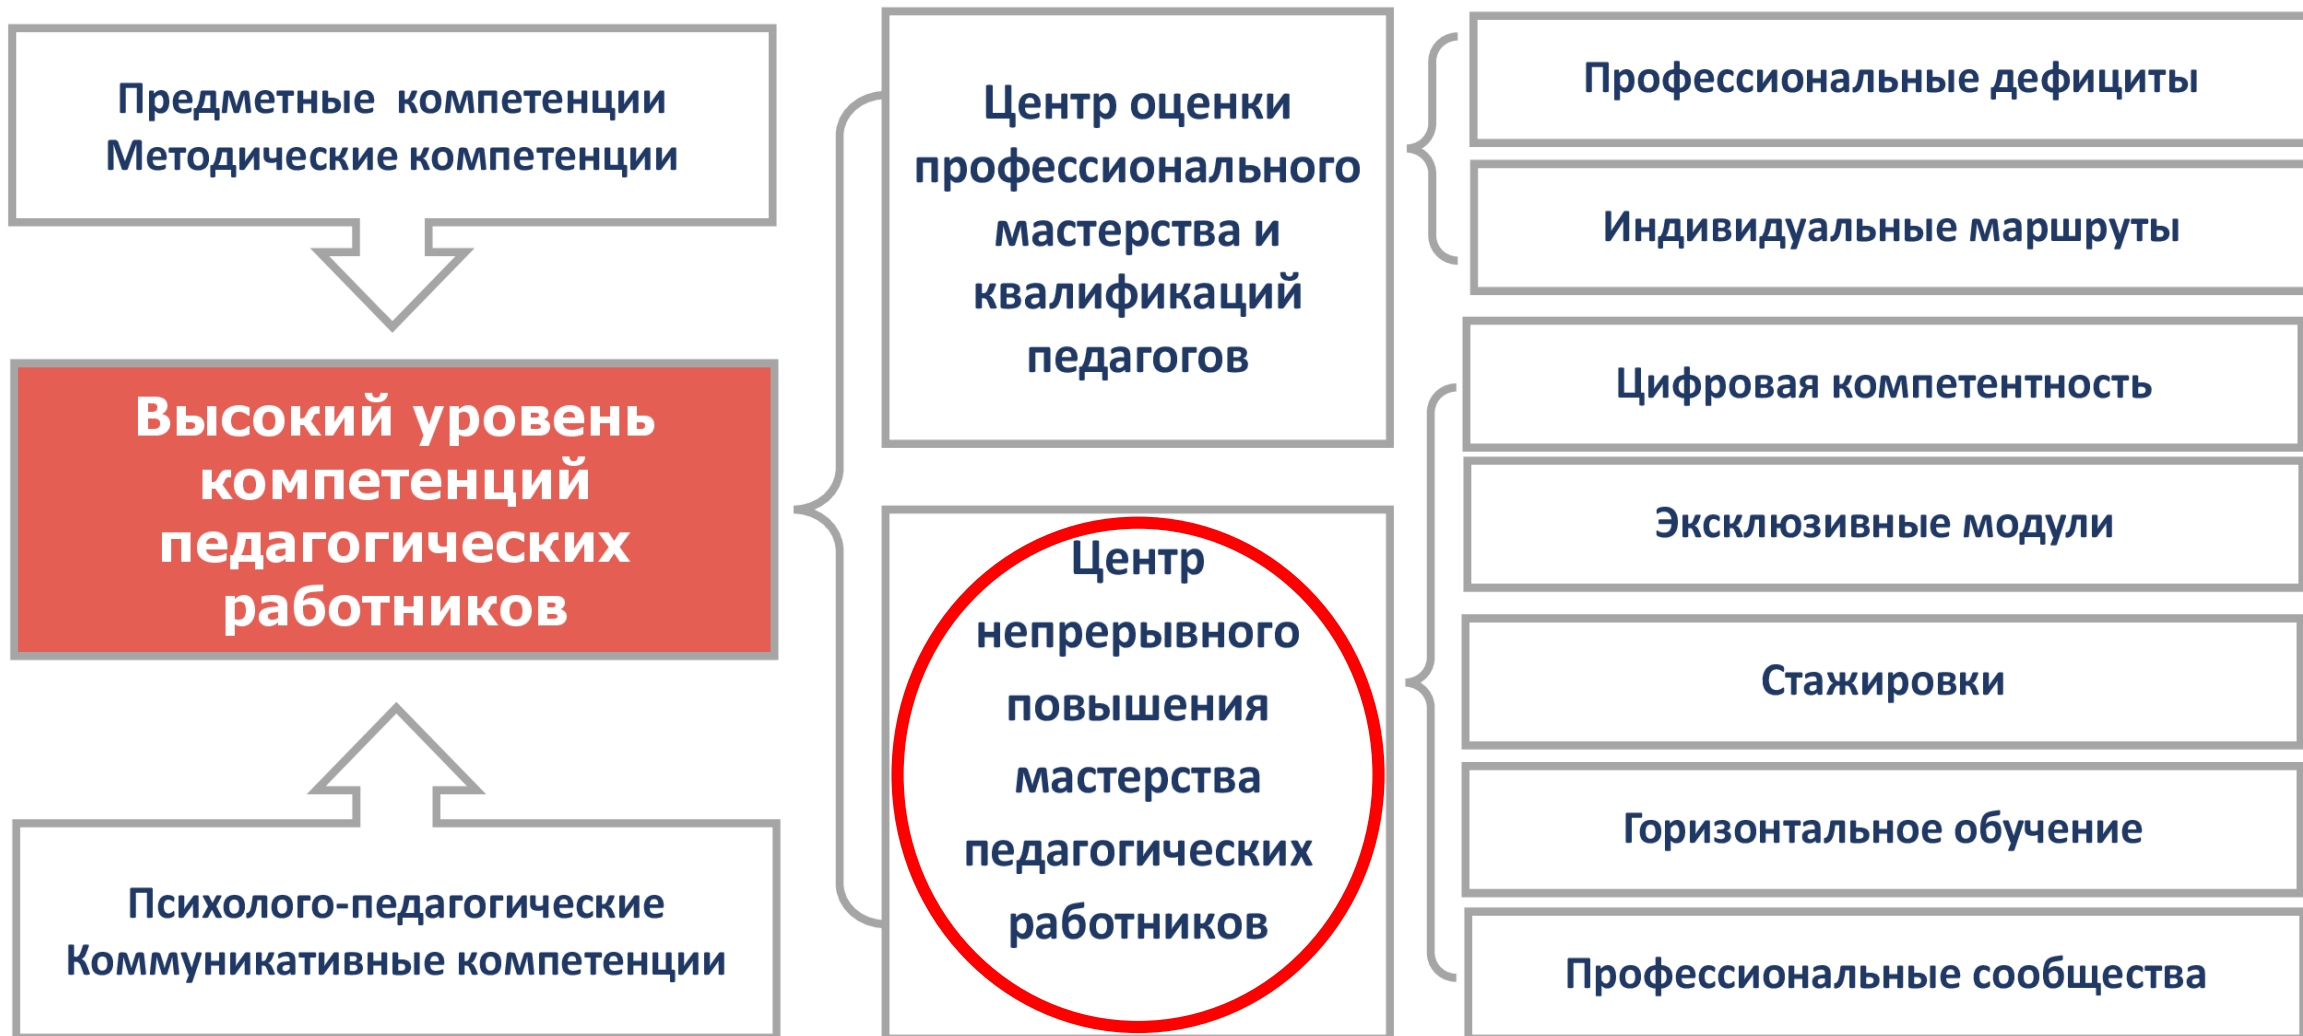 Предметные компетенции
Методические компетенции
Высокий уровень
компетенций
педагогических
работников
Психолого-педагогические
Коммуникативные компетенции
Центр оценки
профессионального
мастерства и
квалификаций
педагогов
Центр
непрерывного
повышения
мастерства
педагогических
работников
Профессиональные дефициты
Индивидуальные маршруты
Цифровая компетентность
Эксклюзивные модули
Стажировки
Горизонтальное обучение
Профессиональные сообщества